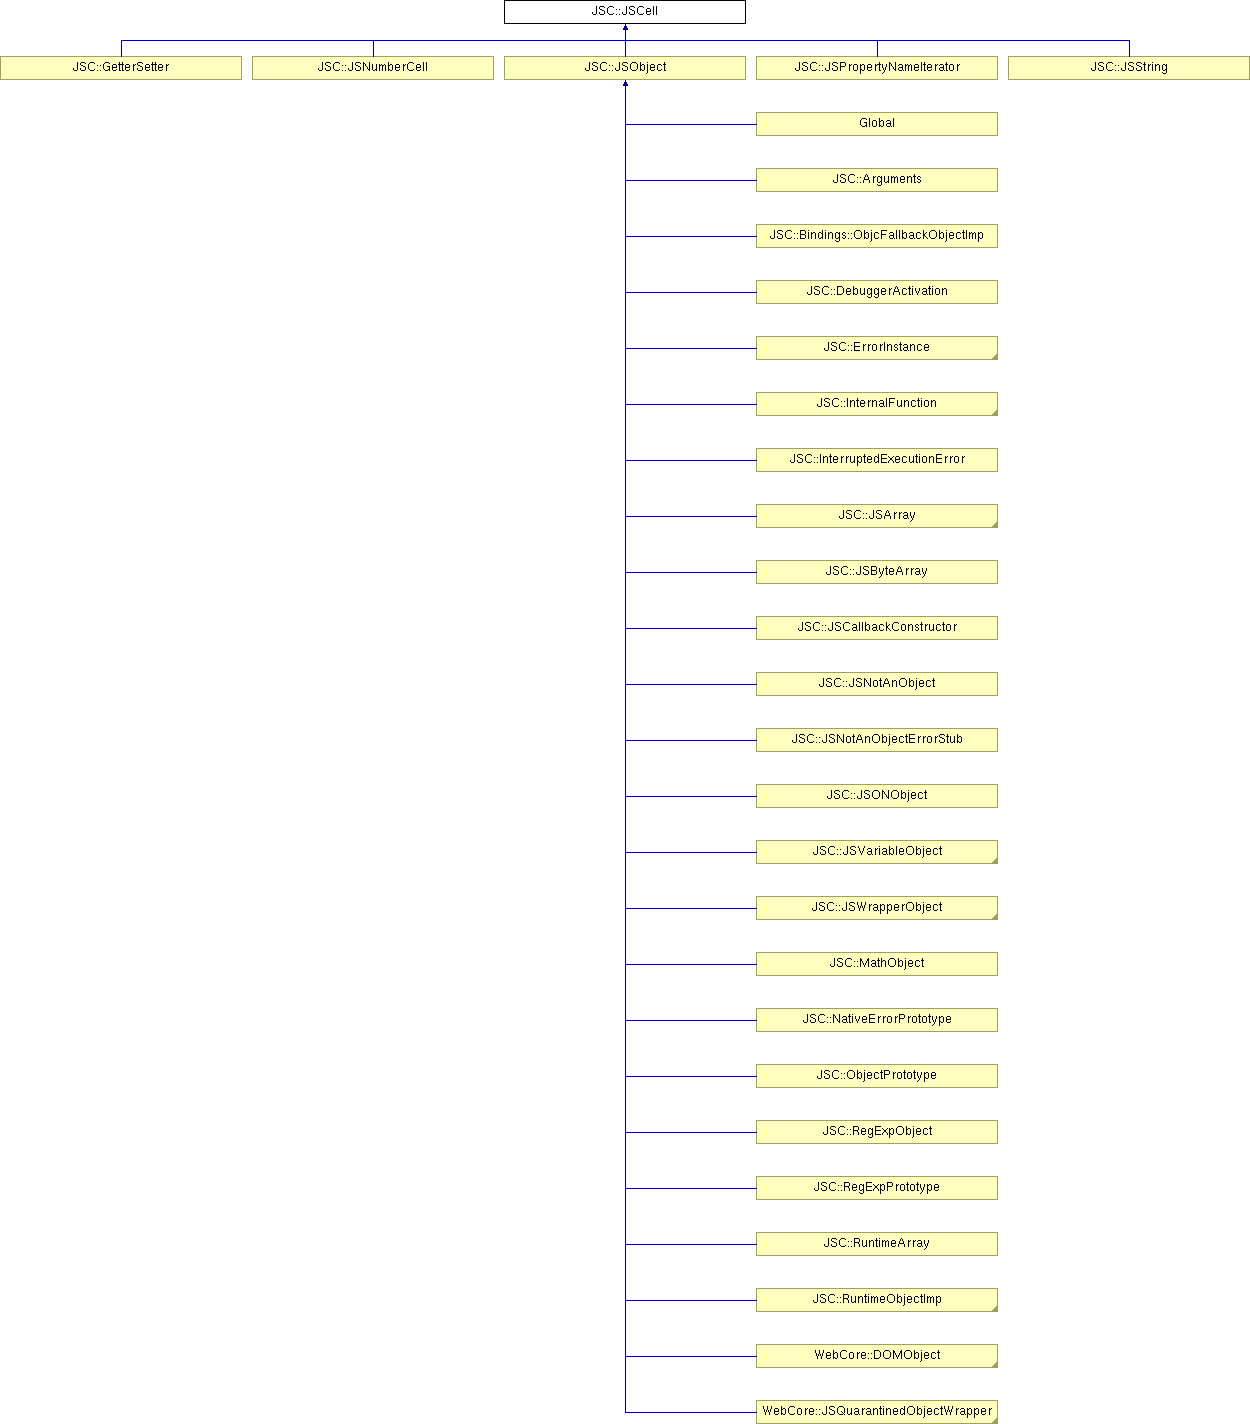 JSC::JSCell
JSC::GetterSetter
JSC::JSNumberCell
JSC::JSObject
JSC::JSPropertyNameIterator
JSC::JSString
Global
JSC::Arguments
JSC::Bindings::ObjcFallbackObjectImp
JSC::DebuggerActivation
JSC::ErrorInstance
JSC::InternalFunction
JSC::InterruptedExecutionError
JSC::JSArray
JSC::JSByteArray
JSC::JSCallbackConstructor
JSC::JSNotAnObject
JSC::JSNotAnObjectErrorStub
JSC::JSONObject
JSC::JSVariableObject
JSC::JSWrapperObject
JSC::MathObject
JSC::NativeErrorPrototype
JSC::ObjectPrototype
JSC::RegExpObject
JSC::RegExpPrototype
JSC::RuntimeArray
JSC::RuntimeObjectImp
WebCore::DOMObject
WebCore::JSQuarantinedObjectWrapper